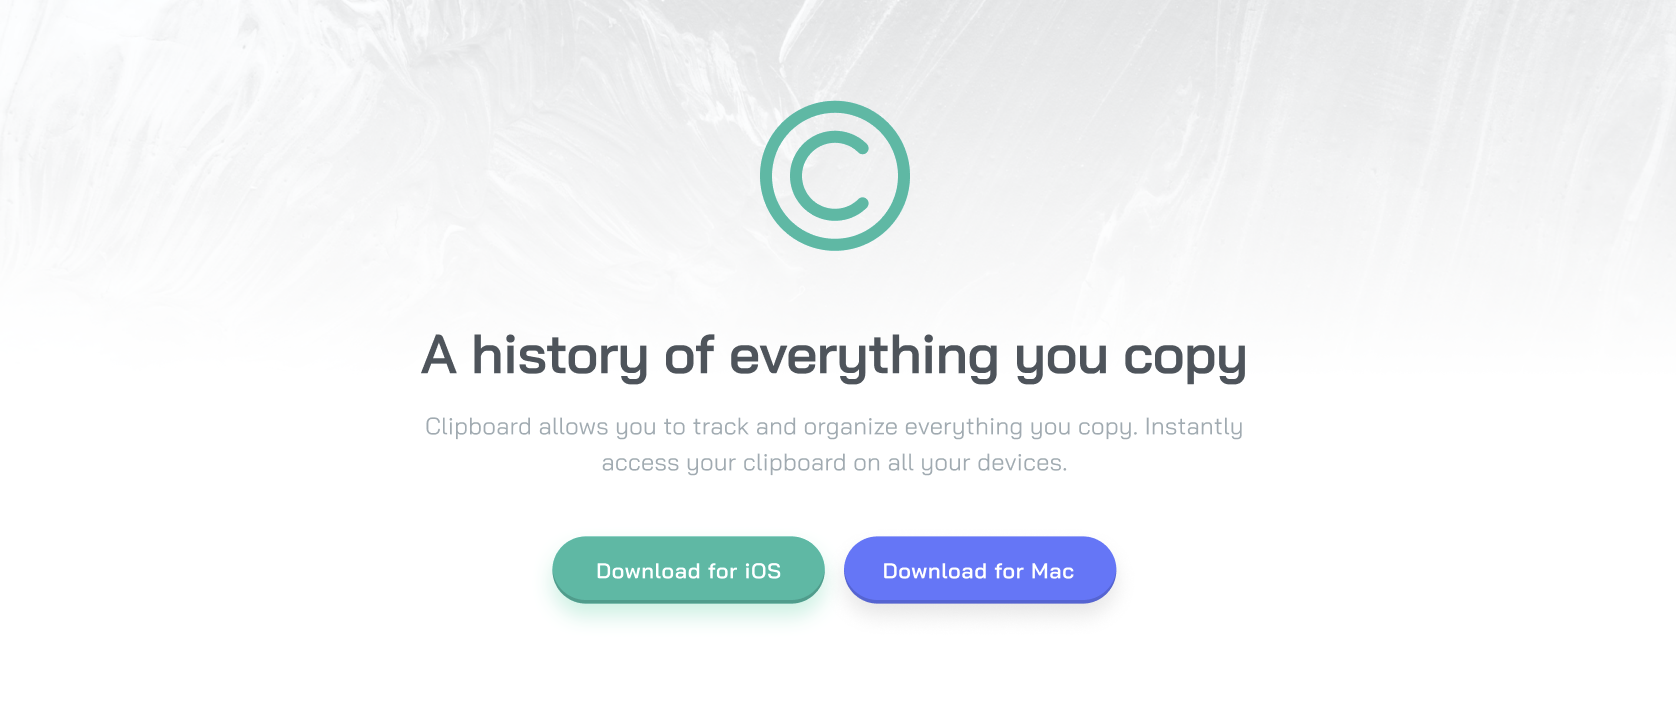 A history of everything you copy
Clipboard allows you to track and organize everything you copy. Instantly
access your clipboard on all your devices.
Download for iOS
Download for Mac